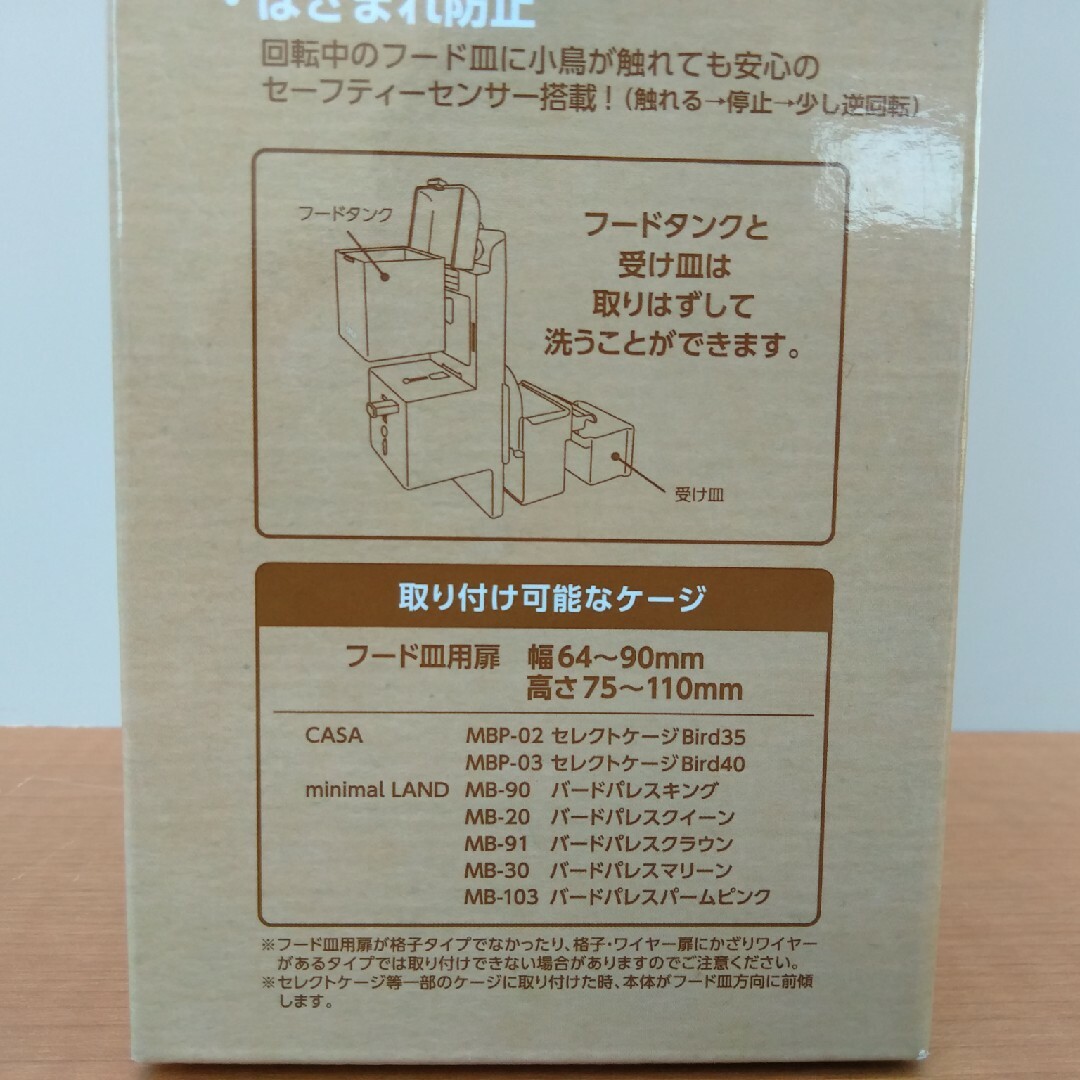 ・はさまれ防止
回転中のフード皿に小鳥が触れても安心の
セーフティーセンサー搭載！（触れる→停止→少し逆回転）
フードタンク
フードタンクと
受け皿は
取りはずして
洗うことができます。
受け皿
取り付け可能なケージ
フード皿用扉 幅64～90mm
高さ75～110mm
CASA MBP-02 セレクトケージBird35
MBP-03 セレクトケージBird40
minimal LAND MB-90 バードパレスキング
MB-20 バードパレスクイーン
MB-91 バードパレスクラウン
MB-30 バードパレスマリーン
MB-103 バードパレスパームピンク
※フード皿用扉が格子タイプでなかったり、格子・ワイヤー扉にかざりワイヤー
があるタイプでは取り付けできない場合がありますのでご注意ください。
※セレクトケージ等一部のケージに取り付けた時、本体がフード皿方向に前傾
します。